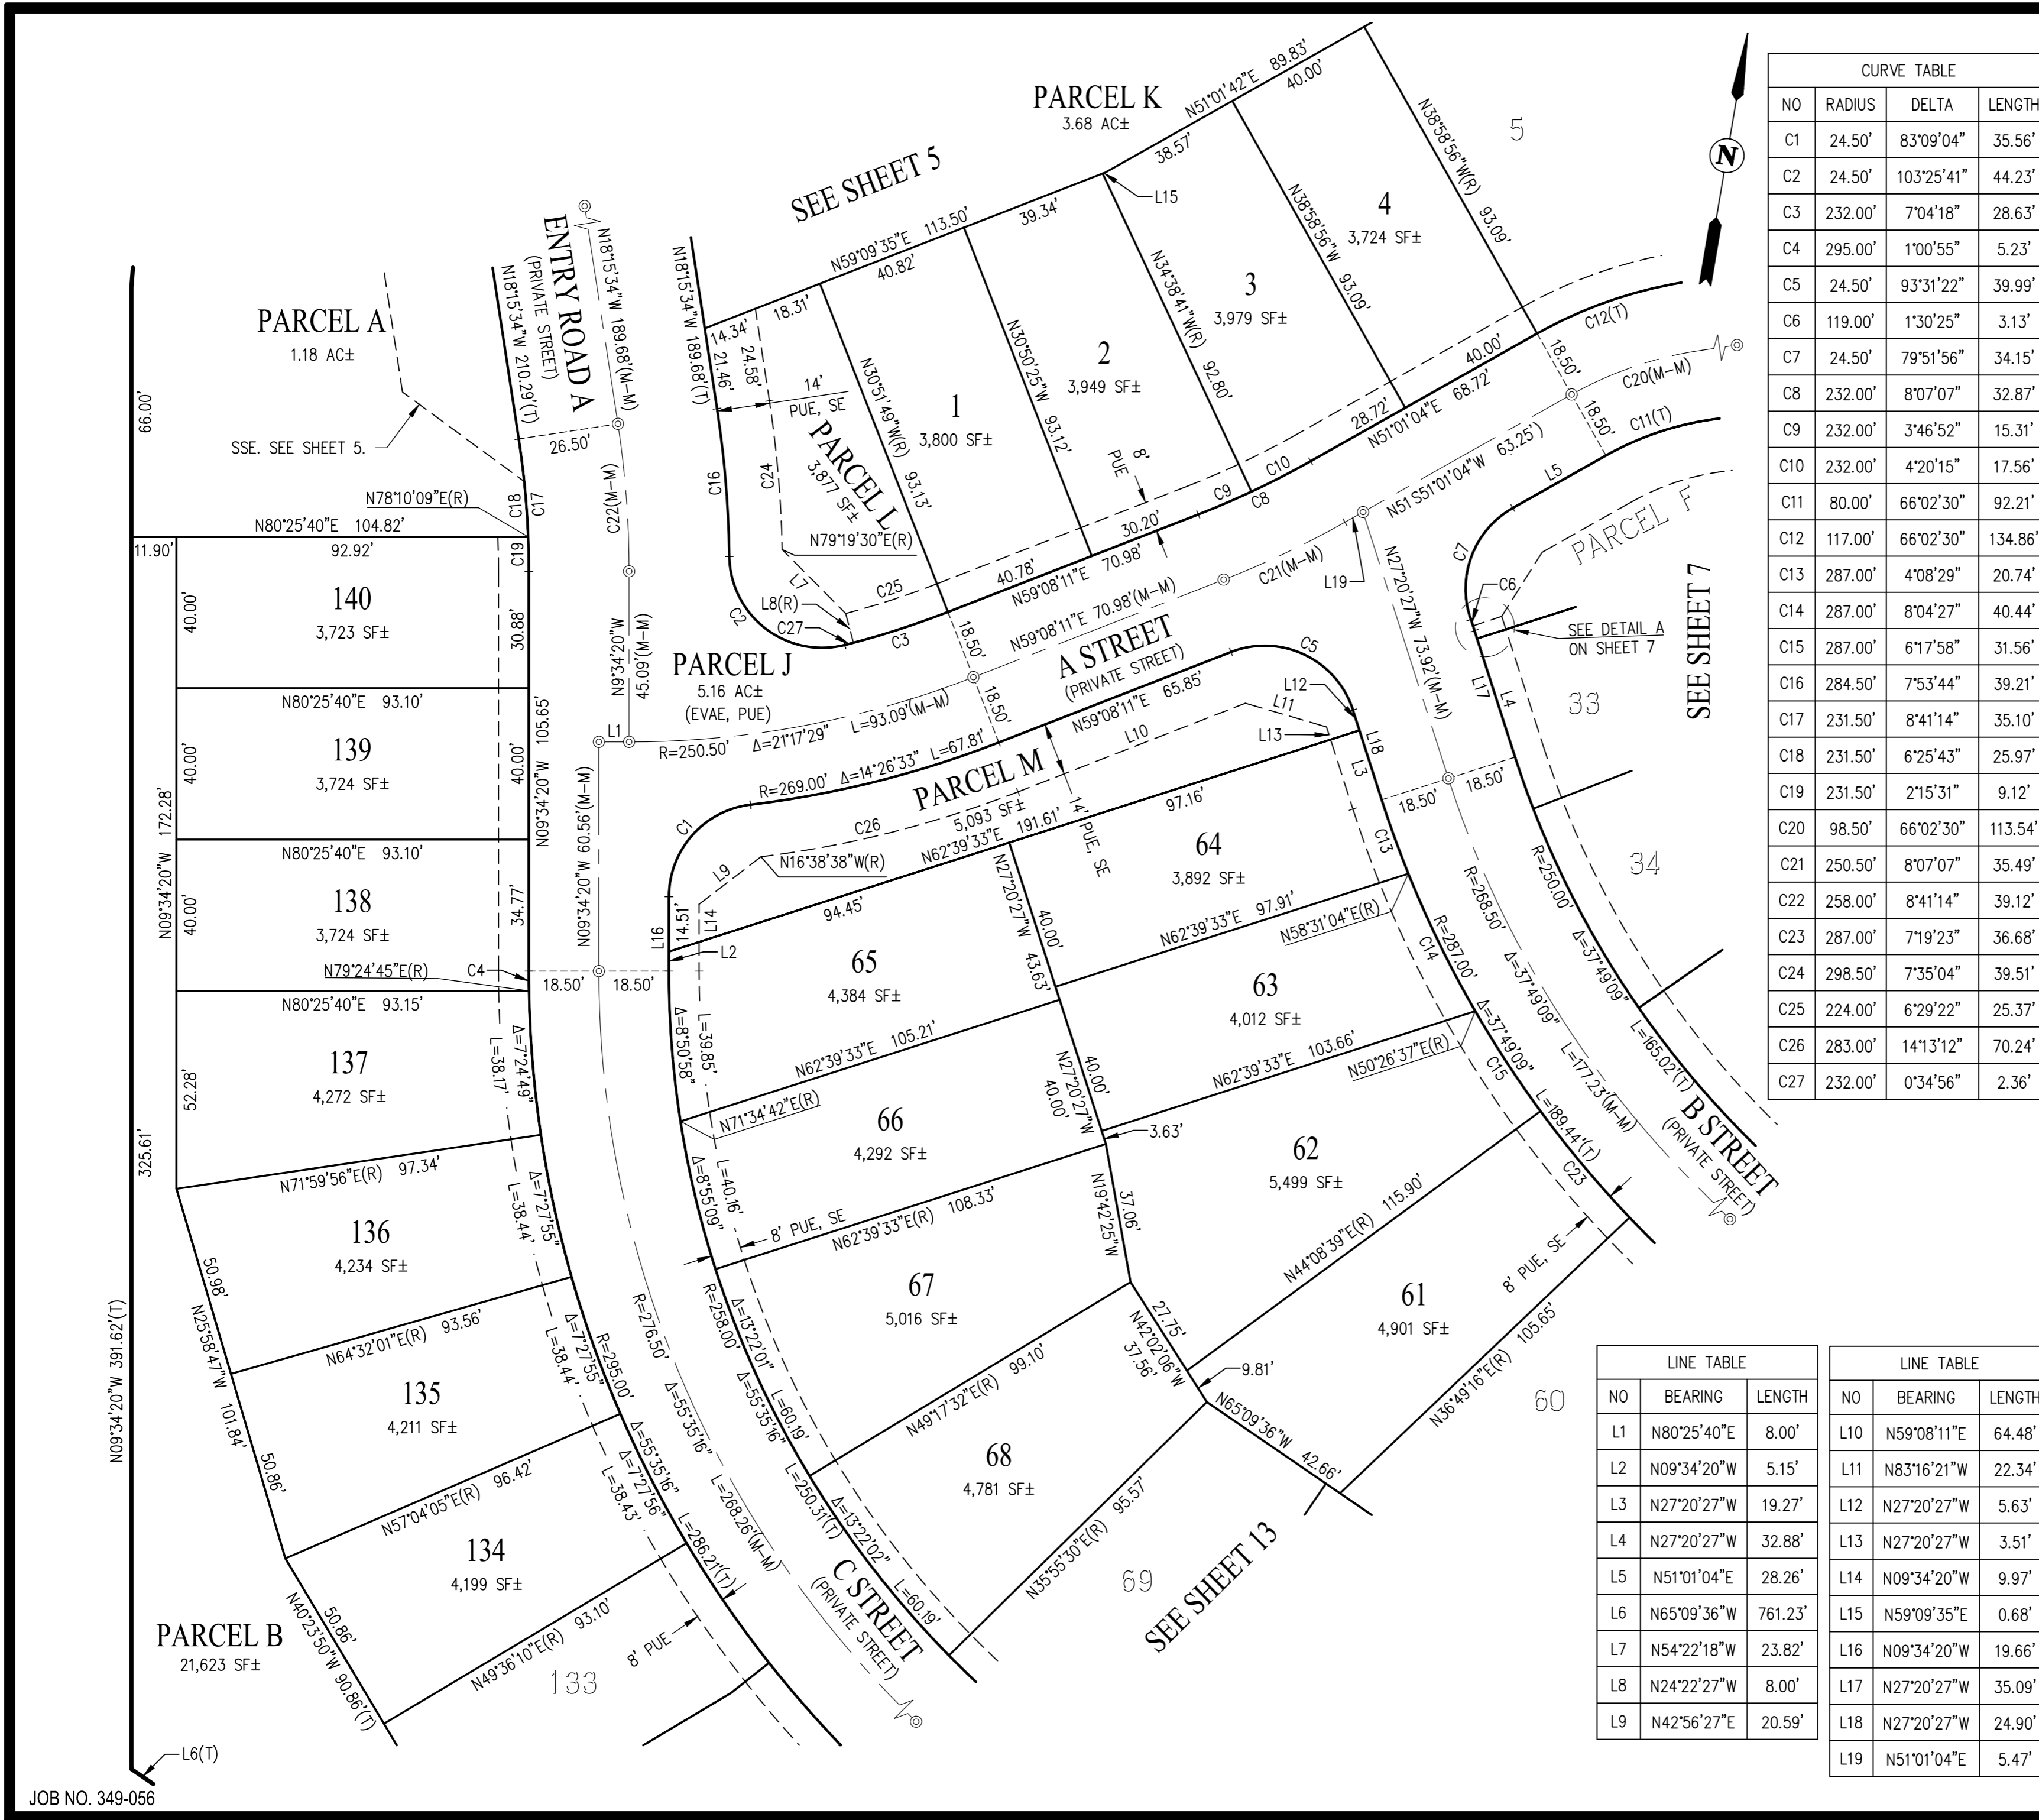 PARCEL K
3.68 AC±
SEE SHEET 5
N51°01'42"E 89.83'
40.00'
38.57'
L15
N38°58'56"W(R) 93.09'
5
N
4
3,724 SF±
N38°58'56"W 93.09'
3
3,979 SF±
N34°38'41"W(R) 92.80'
39.34'
N59°09'35"E 113.50'
40.82'
2
3,949 SF±
N30°50'25"W 93.12'
1
3,800 SF±
N30°51'49"W(R) 93.13'
18.31'
14.34'
21.46'
24.58'
14'
PUE, SE
PARCEL L
3,877 SF±
N18°15'34"W 189.68'(T)
N18°15'34"W 189.68'(M-M)
ENTRY ROAD A
(PRIVATE STREET)
N18°15'34"W 210.29'(T)
PARCEL A
1.18 AC±
SSE. SEE SHEET 5.
66.00'
26.50'
C16
C24
C18
C17
C22(M-M)
N78°10'09"E(R)
N80°25'40"E 104.82'
11.90'
92.92'
C19
N79°19'30"E(R)
L7
L8(R)
C27
C25
C2
C3
8'
PUE
30.20'
40.78'
N59°08'11"E 70.98'
C9
C8
C10
28.72'
N51°01'04"E 68.72'
40.00'
C12(T)
18.50'
18.50'
C20(M-M)
C11(T)
L5
N51 S51°01'04"W 63.25')
C21(M-M)
L19
N27°20'27"W 73.92'(M-M)
C7
C6
PARCEL F
SEE DETAIL A
ON SHEET 7
SEE SHEET 7
L17
L4
33
34
18.50'
18.50'
N59°08'11"E 70.98'(M-M)
A STREET
(PRIVATE STREET)
N59°08'11"E 65.85'
C5
L12
L11
L13
L10
L18
L3
PARCEL J
5.16 AC±
(EVAE, PUE)
N9°34'20"W
45.09'(M-M)
L1
R=250.50' Δ=21°17'29" L=93.09'(M-M)
R=269.00' Δ=14°26'33" L=67.81'
PARCEL M
5,093 SF±
14' PUE, SE
C1
C26
L9
N16°38'38"W(R)
N62°39'33"E 191.61'
97.16'
94.45'
14.51'
L16
L14
L2
18.50'
18.50'
C13
140
3,723 SF±
40.00'
30.88'
N80°25'40"E 93.10'
139
3,724 SF±
40.00'
40.00'
N09°34'20"W 105.65'
N80°25'40"E 93.10'
138
3,724 SF±
40.00'
34.77'
N09°34'20"W 172.28'
N09°34'20"W 60.56'(M-M)
N79°24'45"E(R)
C4
18.50'
18.50'
N80°25'40"E 93.15'
137
4,272 SF±
52.28'
Δ=7°24'49"
L=38.17'
N71°59'56"E(R) 97.34'
325.61'
N09°34'20"W 391.62'(T)
136
4,234 SF±
50.98'
Δ=7°27'55"
L=38.44'
N64°32'01"E(R) 93.56'
N25°58'47"W 101.84'
135
4,211 SF±
50.86'
Δ=7°27'55"
L=38.44'
R=295.00'
Δ=55°35'16"
L=286.21'(T)
N57°04'05"E(R) 96.42'
134
4,199 SF±
50.86'
Δ=7°27'56"
L=38.43'
N40°23'50"W 90.86'(T)
N49°36'10"E(R) 93.10'
133
8' PUE
PARCEL B
21,623 SF±
L6(T)
JOB NO. 349-056
64
3,892 SF±
N27°20'27"W 43.63'
40.00'
N62°39'33"E 97.91'
N58°31'04"E(R)
65
4,384 SF±
Δ=8°50'58"
L=39.85'
N62°39'33"E 105.21'
63
4,012 SF±
C14
R=287.00'
Δ=37°49'09"
L=189.44'(T)
N62°39'33"E 103.66'
N50°26'37"E(R)
C15
N71°34'42"E(R)
66
4,292 SF±
40.00'
N27°20'27"W
40.00'
3.63'
Δ=8°55'09"
L=40.16'
8' PUE, SE
N62°39'33"E(R) 108.33'
62
5,499 SF±
N19°42'25"W
37.06'
N44°08'39"E(R) 115.90'
C23
8' PUE, SE
67
5,016 SF±
R=258.00'
Δ=55°35'16"
L=250.31'(T)
Δ=13°22'01"
L=60.19'
N49°17'32"E(R) 99.10'
27.75'
N42°02'06"W
37.56'
9.81'
61
4,901 SF±
N36°49'16"E(R) 105.65'
N65°09'36"W 42.66'
60
68
4,781 SF±
Δ=13°22'02"
L=60.19'
N35°55'30"E(R) 95.57'
69
SEE SHEET 13
R=276.50'
Δ=55°35'16"
L=268.26'(M-M)
C STREET
(PRIVATE STREET)
R=268.50'
Δ=37°49'09"
L=177.23'(M-M)
R=250.00'
Δ=37°49'09"
L=165.02'(T)
B STREET
(PRIVATE STREET)
CURVE TABLE
NO RADIUS DELTA LENGTH
C1 24.50' 83°09'04" 35.56'
C2 24.50' 103°25'41" 44.23'
C3 232.00' 7°04'18" 28.63'
C4 295.00' 1°00'55" 5.23'
C5 24.50' 93°31'22" 39.99'
C6 119.00' 1°30'25" 3.13'
C7 24.50' 79°51'56" 34.15'
C8 232.00' 8°07'07" 32.87'
C9 232.00' 3°46'52" 15.31'
C10 232.00' 4°20'15" 17.56'
C11 80.00' 66°02'30" 92.21'
C12 117.00' 66°02'30" 134.86'
C13 287.00' 4°08'29" 20.74'
C14 287.00' 8°04'27" 40.44'
C15 287.00' 6°17'58" 31.56'
C16 284.50' 7°53'44" 39.21'
C17 231.50' 8°41'14" 35.10'
C18 231.50' 6°25'43" 25.97'
C19 231.50' 2°15'31" 9.12'
C20 98.50' 66°02'30" 113.54'
C21 250.50' 8°07'07" 35.49'
C22 258.00' 8°41'14" 39.12'
C23 287.00' 7°19'23" 36.68'
C24 298.50' 7°35'04" 39.51'
C25 224.00' 6°29'22" 25.37'
C26 283.00' 14°13'12" 70.24'
C27 232.00' 0°34'56" 2.36'
LINE TABLE
NO BEARING LENGTH
L1 N80°25'40"E 8.00'
L2 N09°34'20"W 5.15'
L3 N27°20'27"W 19.27'
L4 N27°20'27"W 32.88'
L5 N51°01'04"E 28.26'
L6 N65°09'36"W 761.23'
L7 N54°22'18"W 23.82'
L8 N24°22'27"W 8.00'
L9 N42°56'27"E 20.59'
LINE TABLE
NO BEARING LENGTH
L10 N59°08'11"E 64.48'
L11 N83°16'21"W 22.34'
L12 N27°20'27"W 5.63'
L13 N27°20'27"W 3.51'
L14 N09°34'20"W 9.97'
L15 N59°09'35"E 0.68'
L16 N09°34'20"W 19.66'
L17 N27°20'27"W 35.09'
L18 N27°20'27"W 24.90'
L19 N51°01'04"E 5.47'